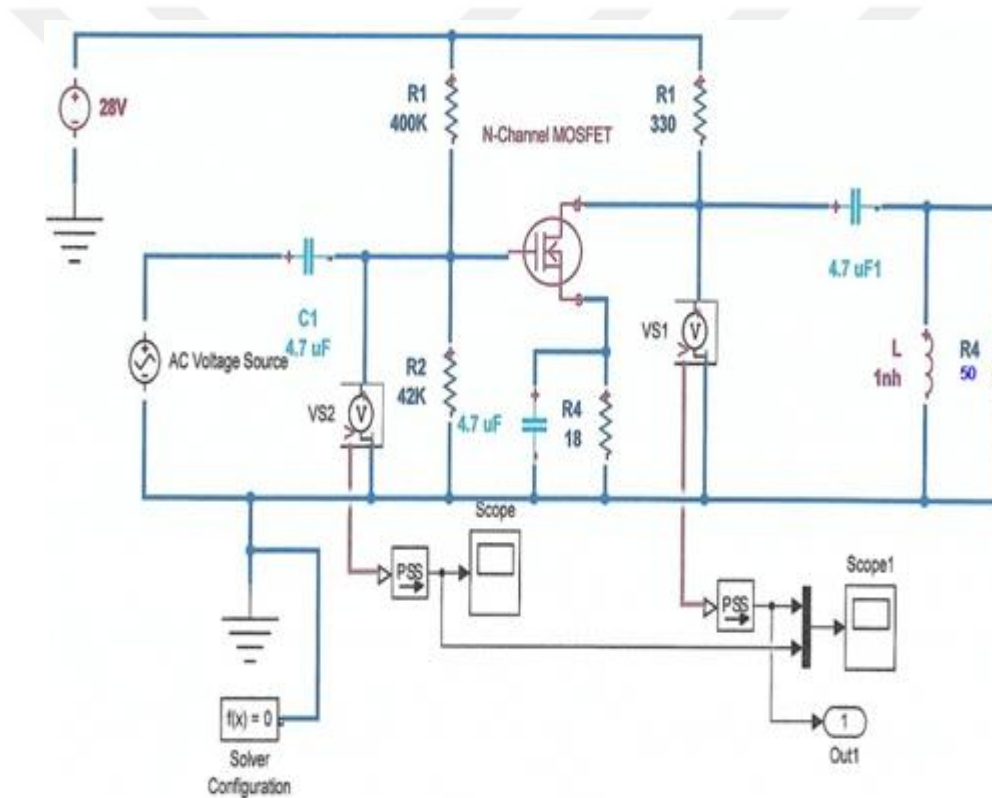 28V
R1
400K
N-Channel MOSFET
R1
330
C1
4.7 uF
AC Voltage Source
VS2
V
R2
42K
4.7 uF
R4
18
VS1
V
4.7 uF1
L
1nh
R4
50
PSS
Scope
PSS
Scope1
1
Out1
f(x) = 0
Solver
Configuration